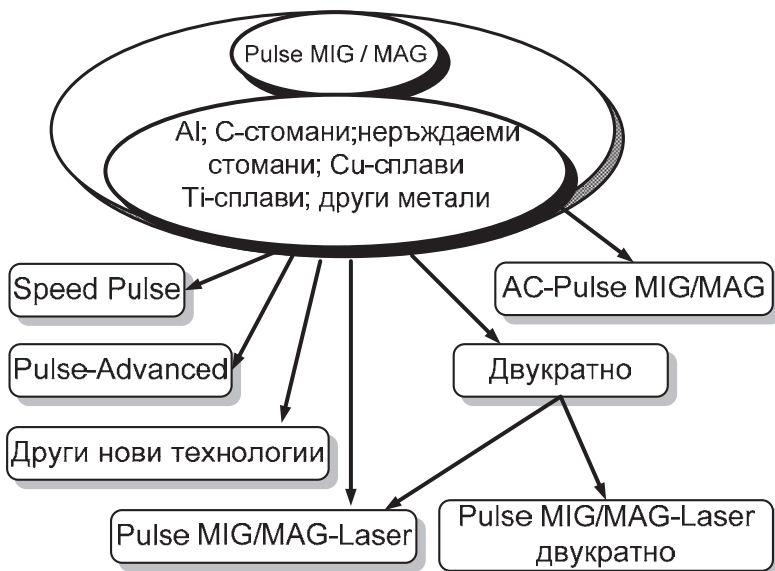 Pulse MIG / MAG
Al; С-стомани;неръждаеми
стомани; Cu-сплави
Ti-сплави; други метали
Speed Pulse
AC-Pulse MIG/MAG
Pulse-Advanced
Двукратно
Други нови технологии
Pulse MIG/MAG-Laser
Pulse MIG/MAG-Laser
двукратно